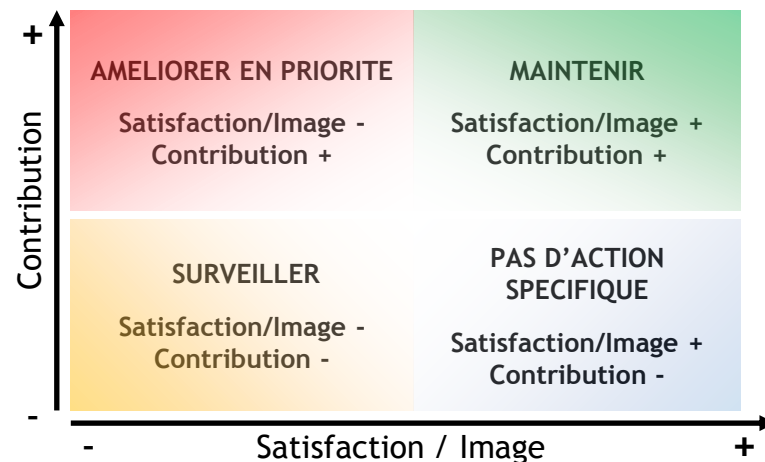 +
Contribution
-
AMELIORER EN PRIORITE
Satisfaction/Image -
Contribution +
MAINTENIR
Satisfaction/Image +
Contribution +
SURVEILLER
Satisfaction/Image -
Contribution -
PAS D’ACTION
SPECIFIQUE
Satisfaction/Image +
Contribution -
-
Satisfaction / Image
+